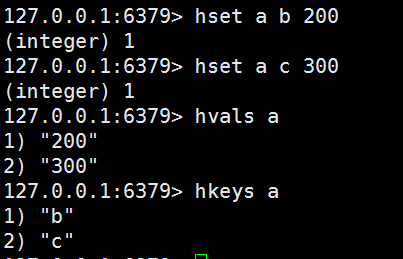 127.0.0.1:6379> hset a b 200
(integer) 1
127.0.0.1:6379> hset a c 300
(integer) 1
127.0.0.1:6379> hvals a
1) "200"
2) "300"
127.0.0.1:6379> hkeys a
1) "b"
2) "c"